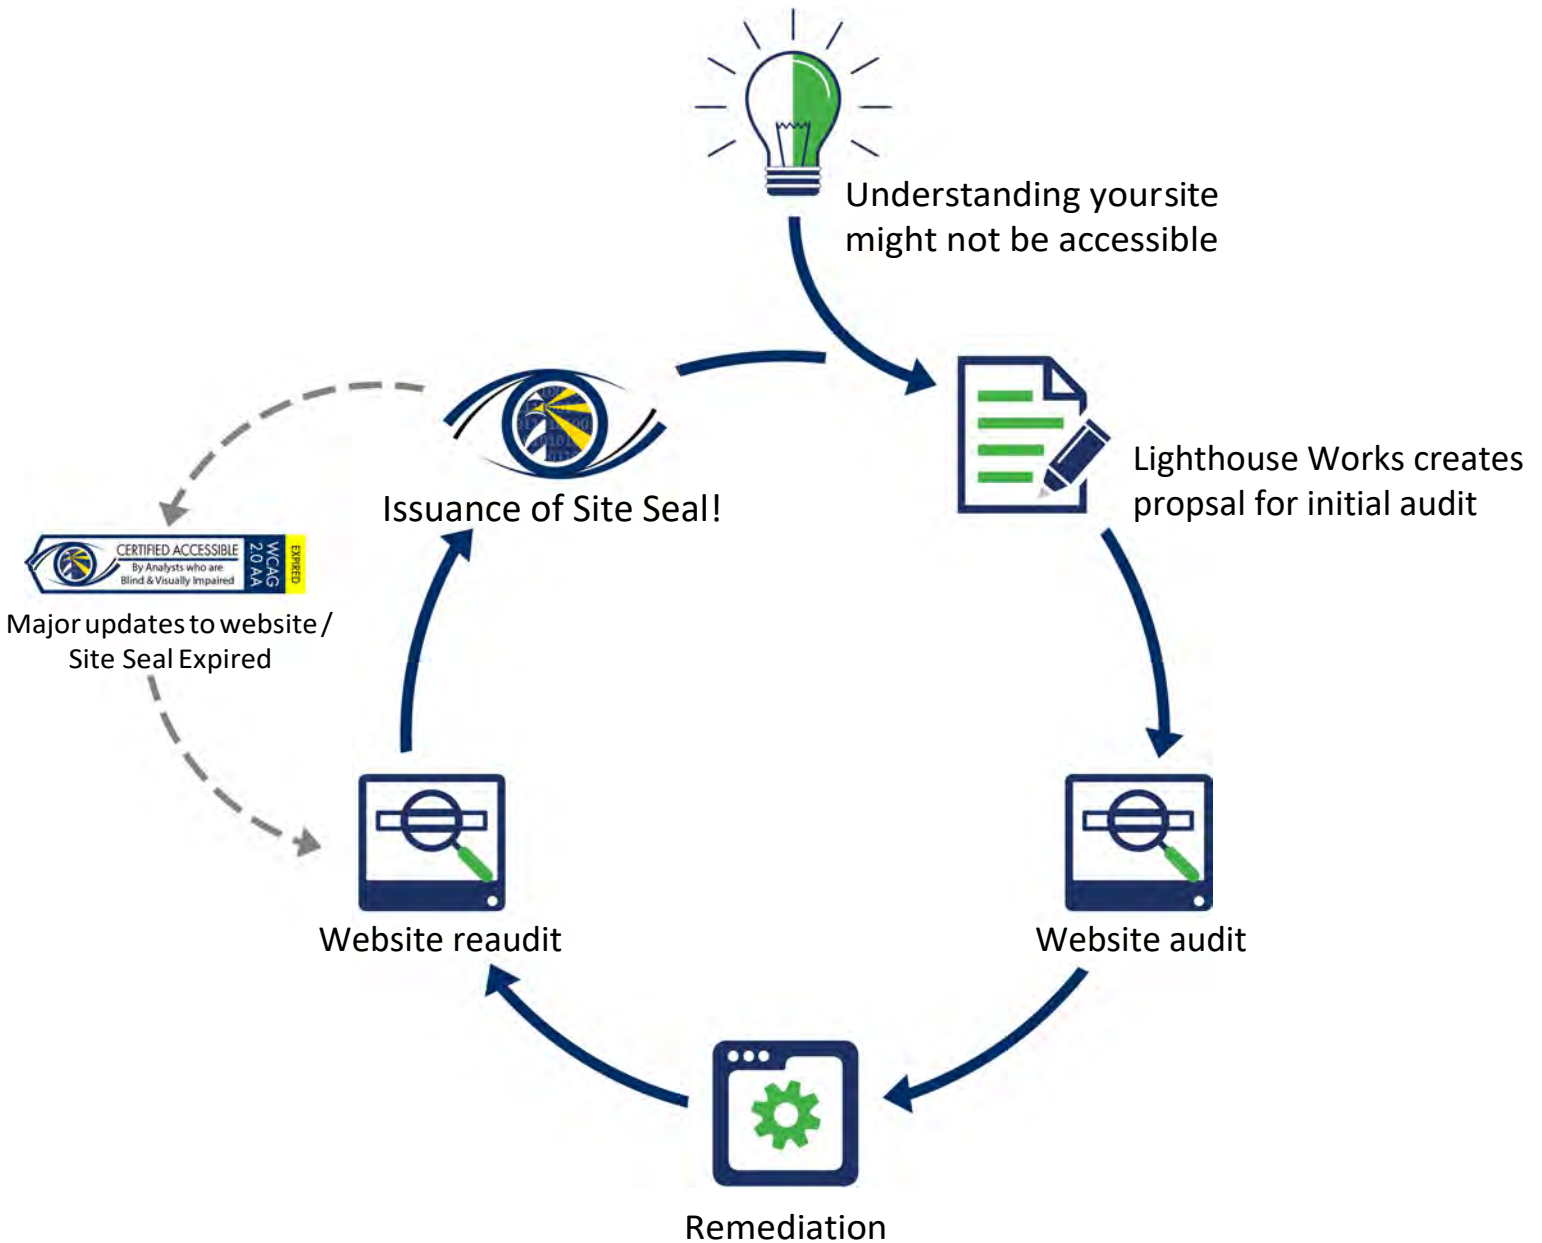 Understanding yoursite
might not be accessible
Lighthouse Works creates
propsal for initial audit
Issuance of Site Seal!
CERTIFIED ACCESSIBLE
By Analysts who are
Blind & Visually Impaired
WCAG
2.0 AA
EXPIRED
Major updates to website/
Site Seal Expired
Website reaudit
Website audit
Remediation